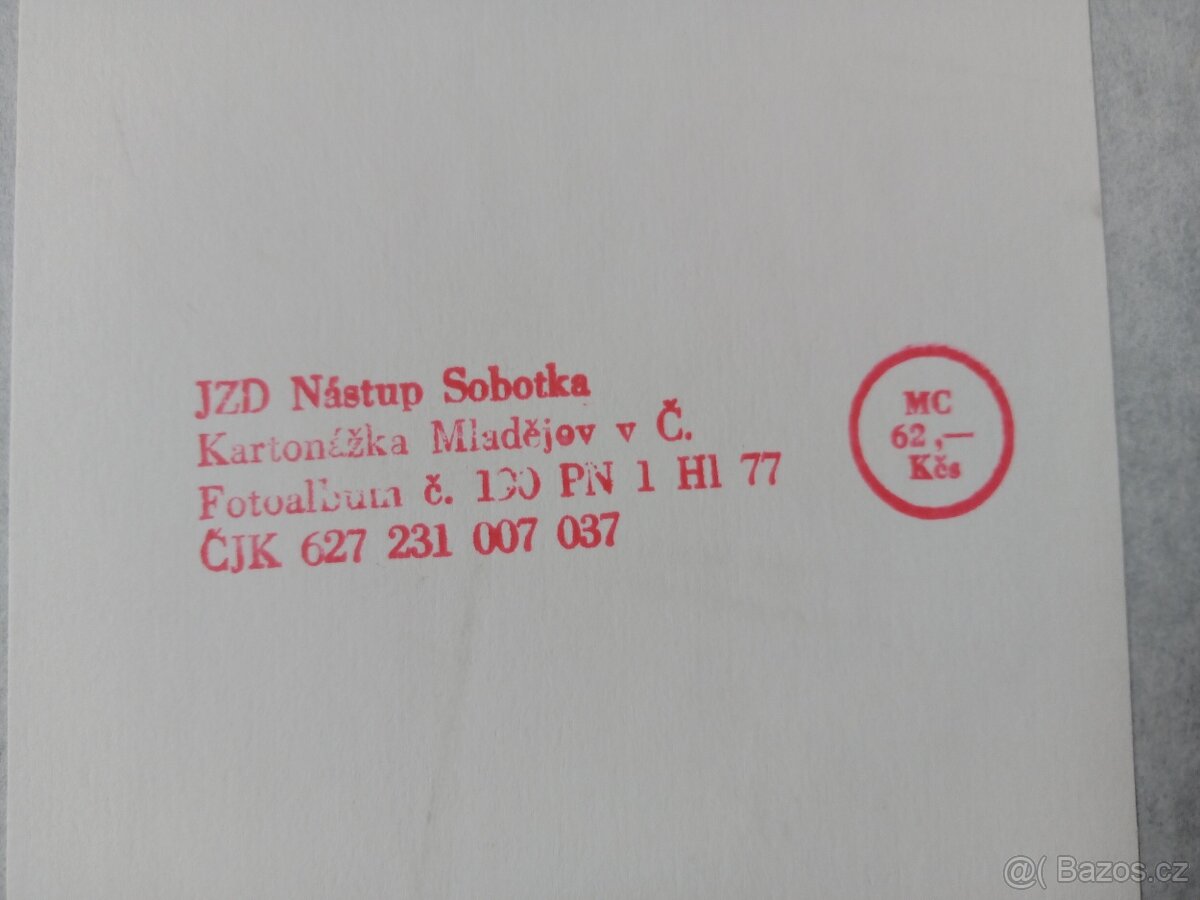 JZD Nástup Sobotka
Kartonážka Mladějov v Č.
Fotoalbum č. 100 PN 1 Hl 77
ČJK 627 231 007 037
MC
62,—
Kčs
@( Bazos.cz